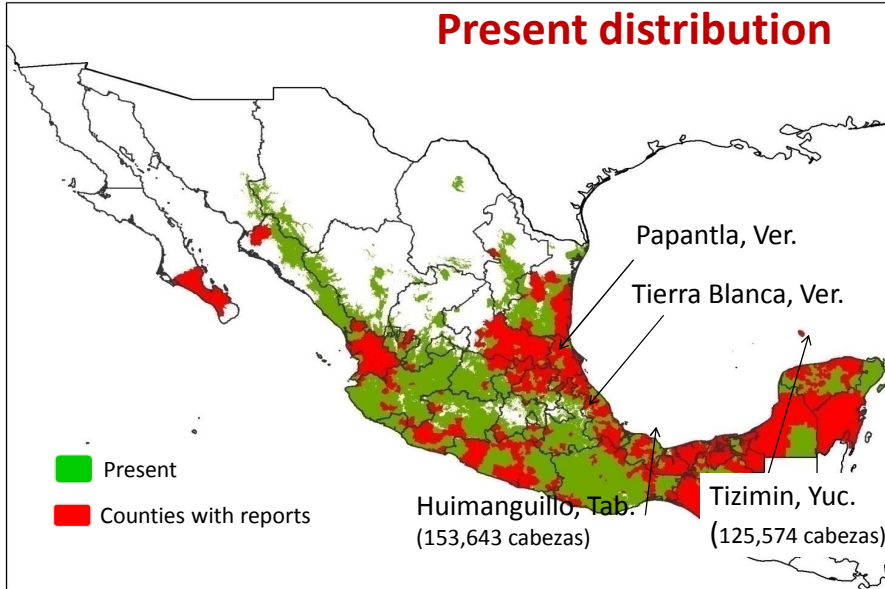 Present distribution
Papantla, Ver.
Tierra Blanca, Ver.
Present
Counties with reports
Huimanguillo, Tab.
(153,643 cabezas)
Tizimin, Yuc.
(125,574 cabezas)